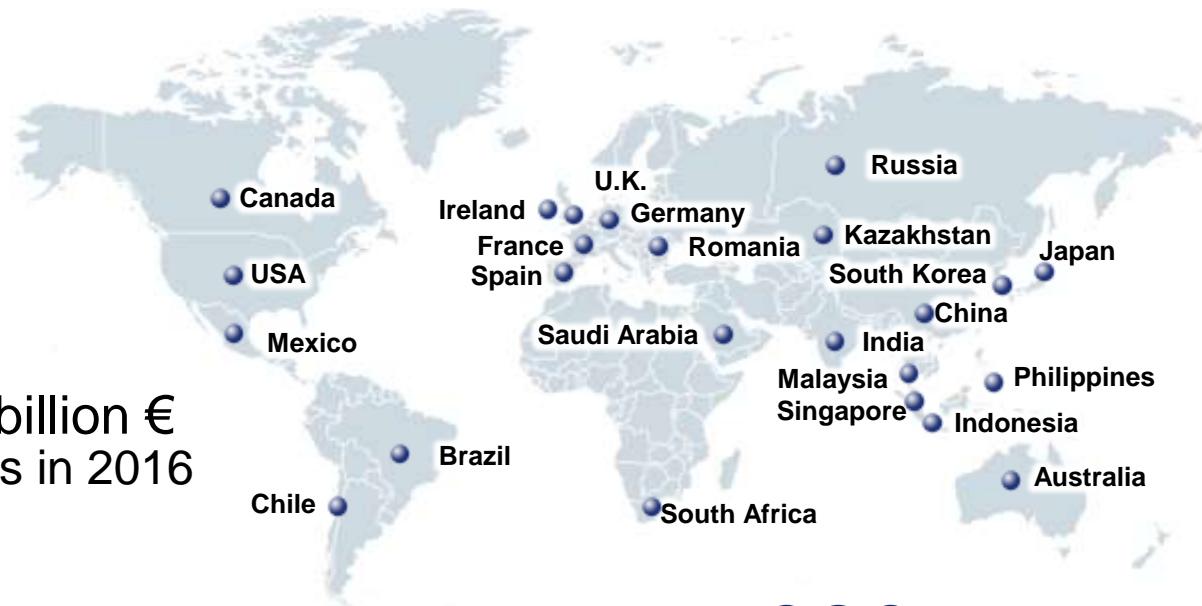 Russia
U.K.
Canada
Ireland
Germany
France
Romania
Kazakhstan
Japan
USA
Spain
South Korea
China
Mexico
Saudi Arabia
India
Malaysia
Philippines
Singapore
Indonesia
billion €
in 2016
Brazil
Australia
Chile
South Africa